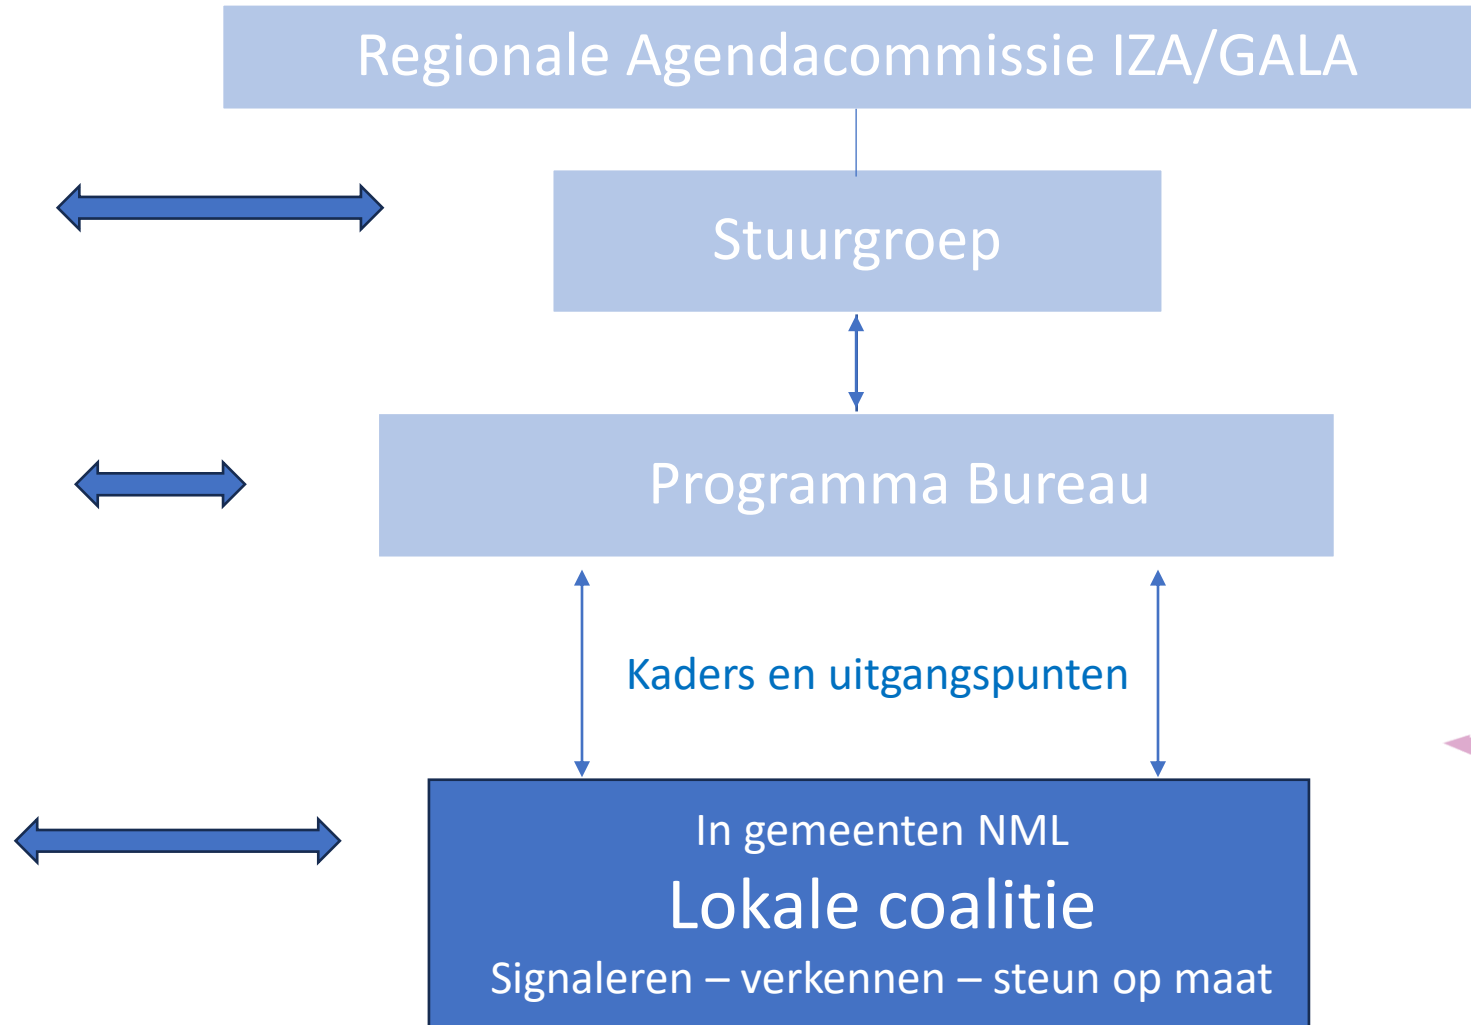 Regionale Agendacommissie IZA/GALA
Stuurgroep
Programma Bureau
Kaders en uitgangspunten
In gemeenten NML
Lokale coalitie
Signaleren – verkennen – steun op maat